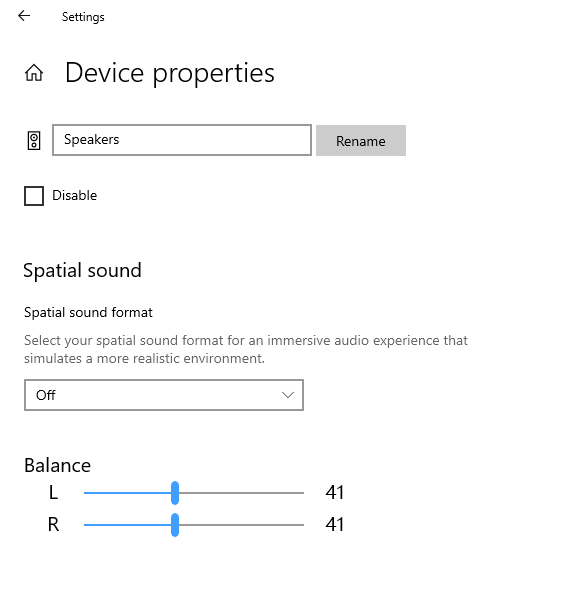 Settings
Device properties
Speakers
Rename
Disable
Spatial sound
Spatial sound format
Select your spatial sound format for an immersive audio experience that
simulates a more realistic environment.
Off
Balance
L 41
R 41